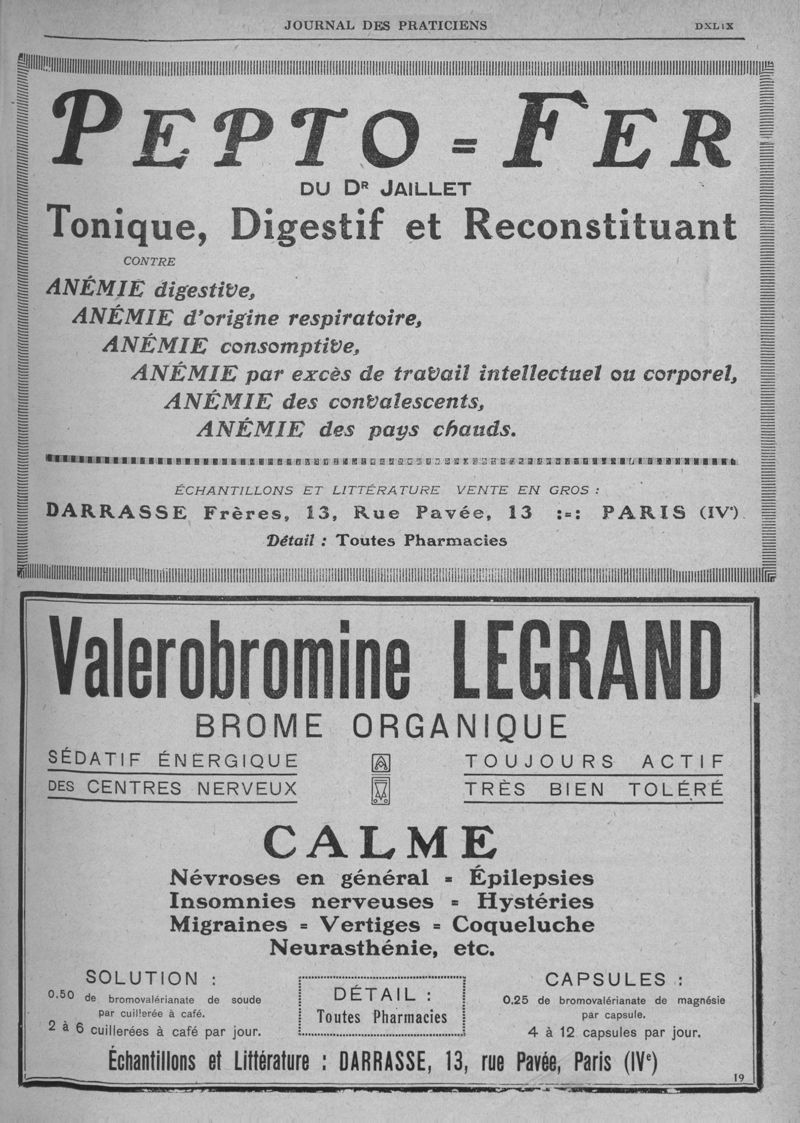 JOURNAL DES PRATICIENS DXLIX
PEPTO = FER
DU DR JAILLET
Tonique, Digestif et Reconstituant
CONTRE
ANÉMIE digestive,
ANÉMIE d'origine respiratoire,
ANÉMIE consomptive,
ANÉMIE par excès de travail intellectuel ou corporel,
ANÉMIE des convalescents,
ANÉMIE des pays chauds.
ÉCHANTILLONS ET LITTÉRATURE VENTE EN GROS :
DARRASSE Frères, 13, Rue Pavée, 13 :=: PARIS (IVe)
Détail : Toutes Pharmacies
Valerobromine LEGRAND
BROME ORGANIQUE
SÉDATIF ÉNERGIQUE
DES CENTRES NERVEUX
TOUJOURS ACTIF
TRÈS BIEN TOLÉRÉ
CALME
Névroses en général = Épilepsies
Insomnies nerveuses = Hystéries
Migraines = Vertiges = Coqueluche
Neurasthénie, etc.
SOLUTION :
0.50 de bromovalérianate de soude
par cuillerée à café.
2 à 6 cuillerées à café par jour.
DÉTAIL :
Toutes Pharmacies
CAPSULES :
0,25 de bromovalérianate de magnésie
par capsule.
4 à 12 capsules par jour.
Échantillons et Littérature : DARRASSE, 13, rue Pavée, Paris (IVe)
19